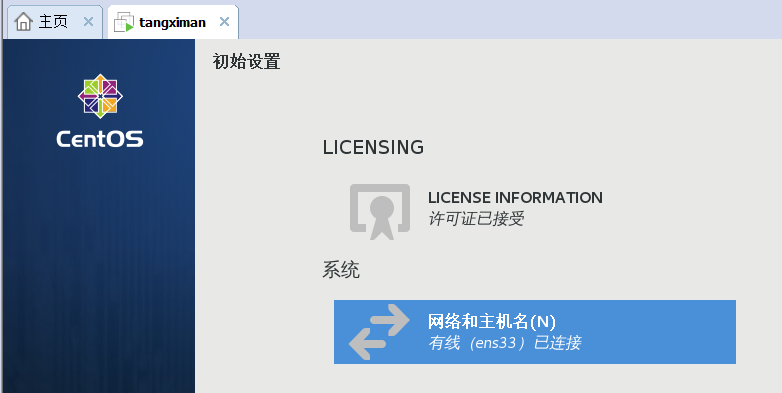 主页
tangximan
CentOS
初始设置
LICENSING
LICENSE INFORMATION
许可证已接受
系统
网络和主机名(N)
有线（ens33）已连接